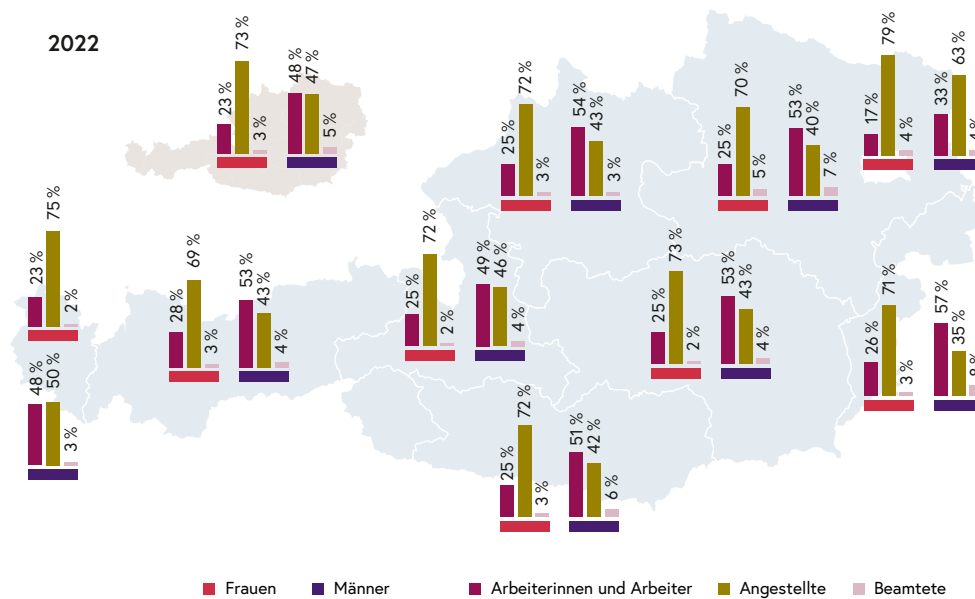 2022
23 % 73 % 3 %
48 % 47 % 5 %
25 % 72 % 3 %
54 % 43 % 3 %
25 % 70 % 5 %
53 % 40 % 7 %
17 % 79 % 4 %
33 % 63 % 4 %
23 % 75 % 2 %
48 % 50 % 3 %
28 % 69 % 3 %
53 % 43 % 4 %
25 % 72 % 2 %
49 % 46 % 4 %
25 % 73 % 2 %
53 % 43 % 4 %
26 % 71 % 3 %
57 % 35 % 8 %
25 % 72 % 3 %
51 % 42 % 6 %
Frauen Männer Arbeiterinnen und Arbeiter Angestellte Beamtete